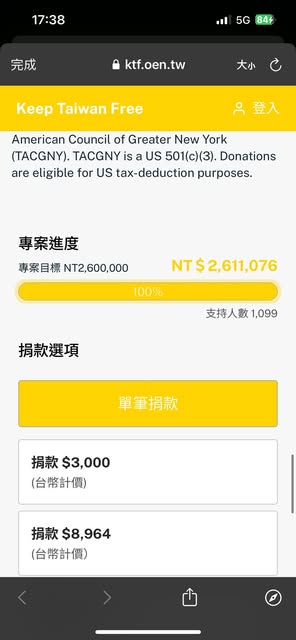 17:38
5G 84
完成
ktf.oen.tw
大小
Keep Taiwan Free
登入
American Council of Greater New York
(TACGNY). TACGNY is a US 501(c)(3). Donations
are eligible for US tax-deduction purposes.
專案進度
專案目標 NT2,600,000
NT$2,611,076
100%
支持人數 1,099
捐款選項
單筆捐款
捐款 $3,000
(台幣計價)
捐款 $8,964
(台幣計價)